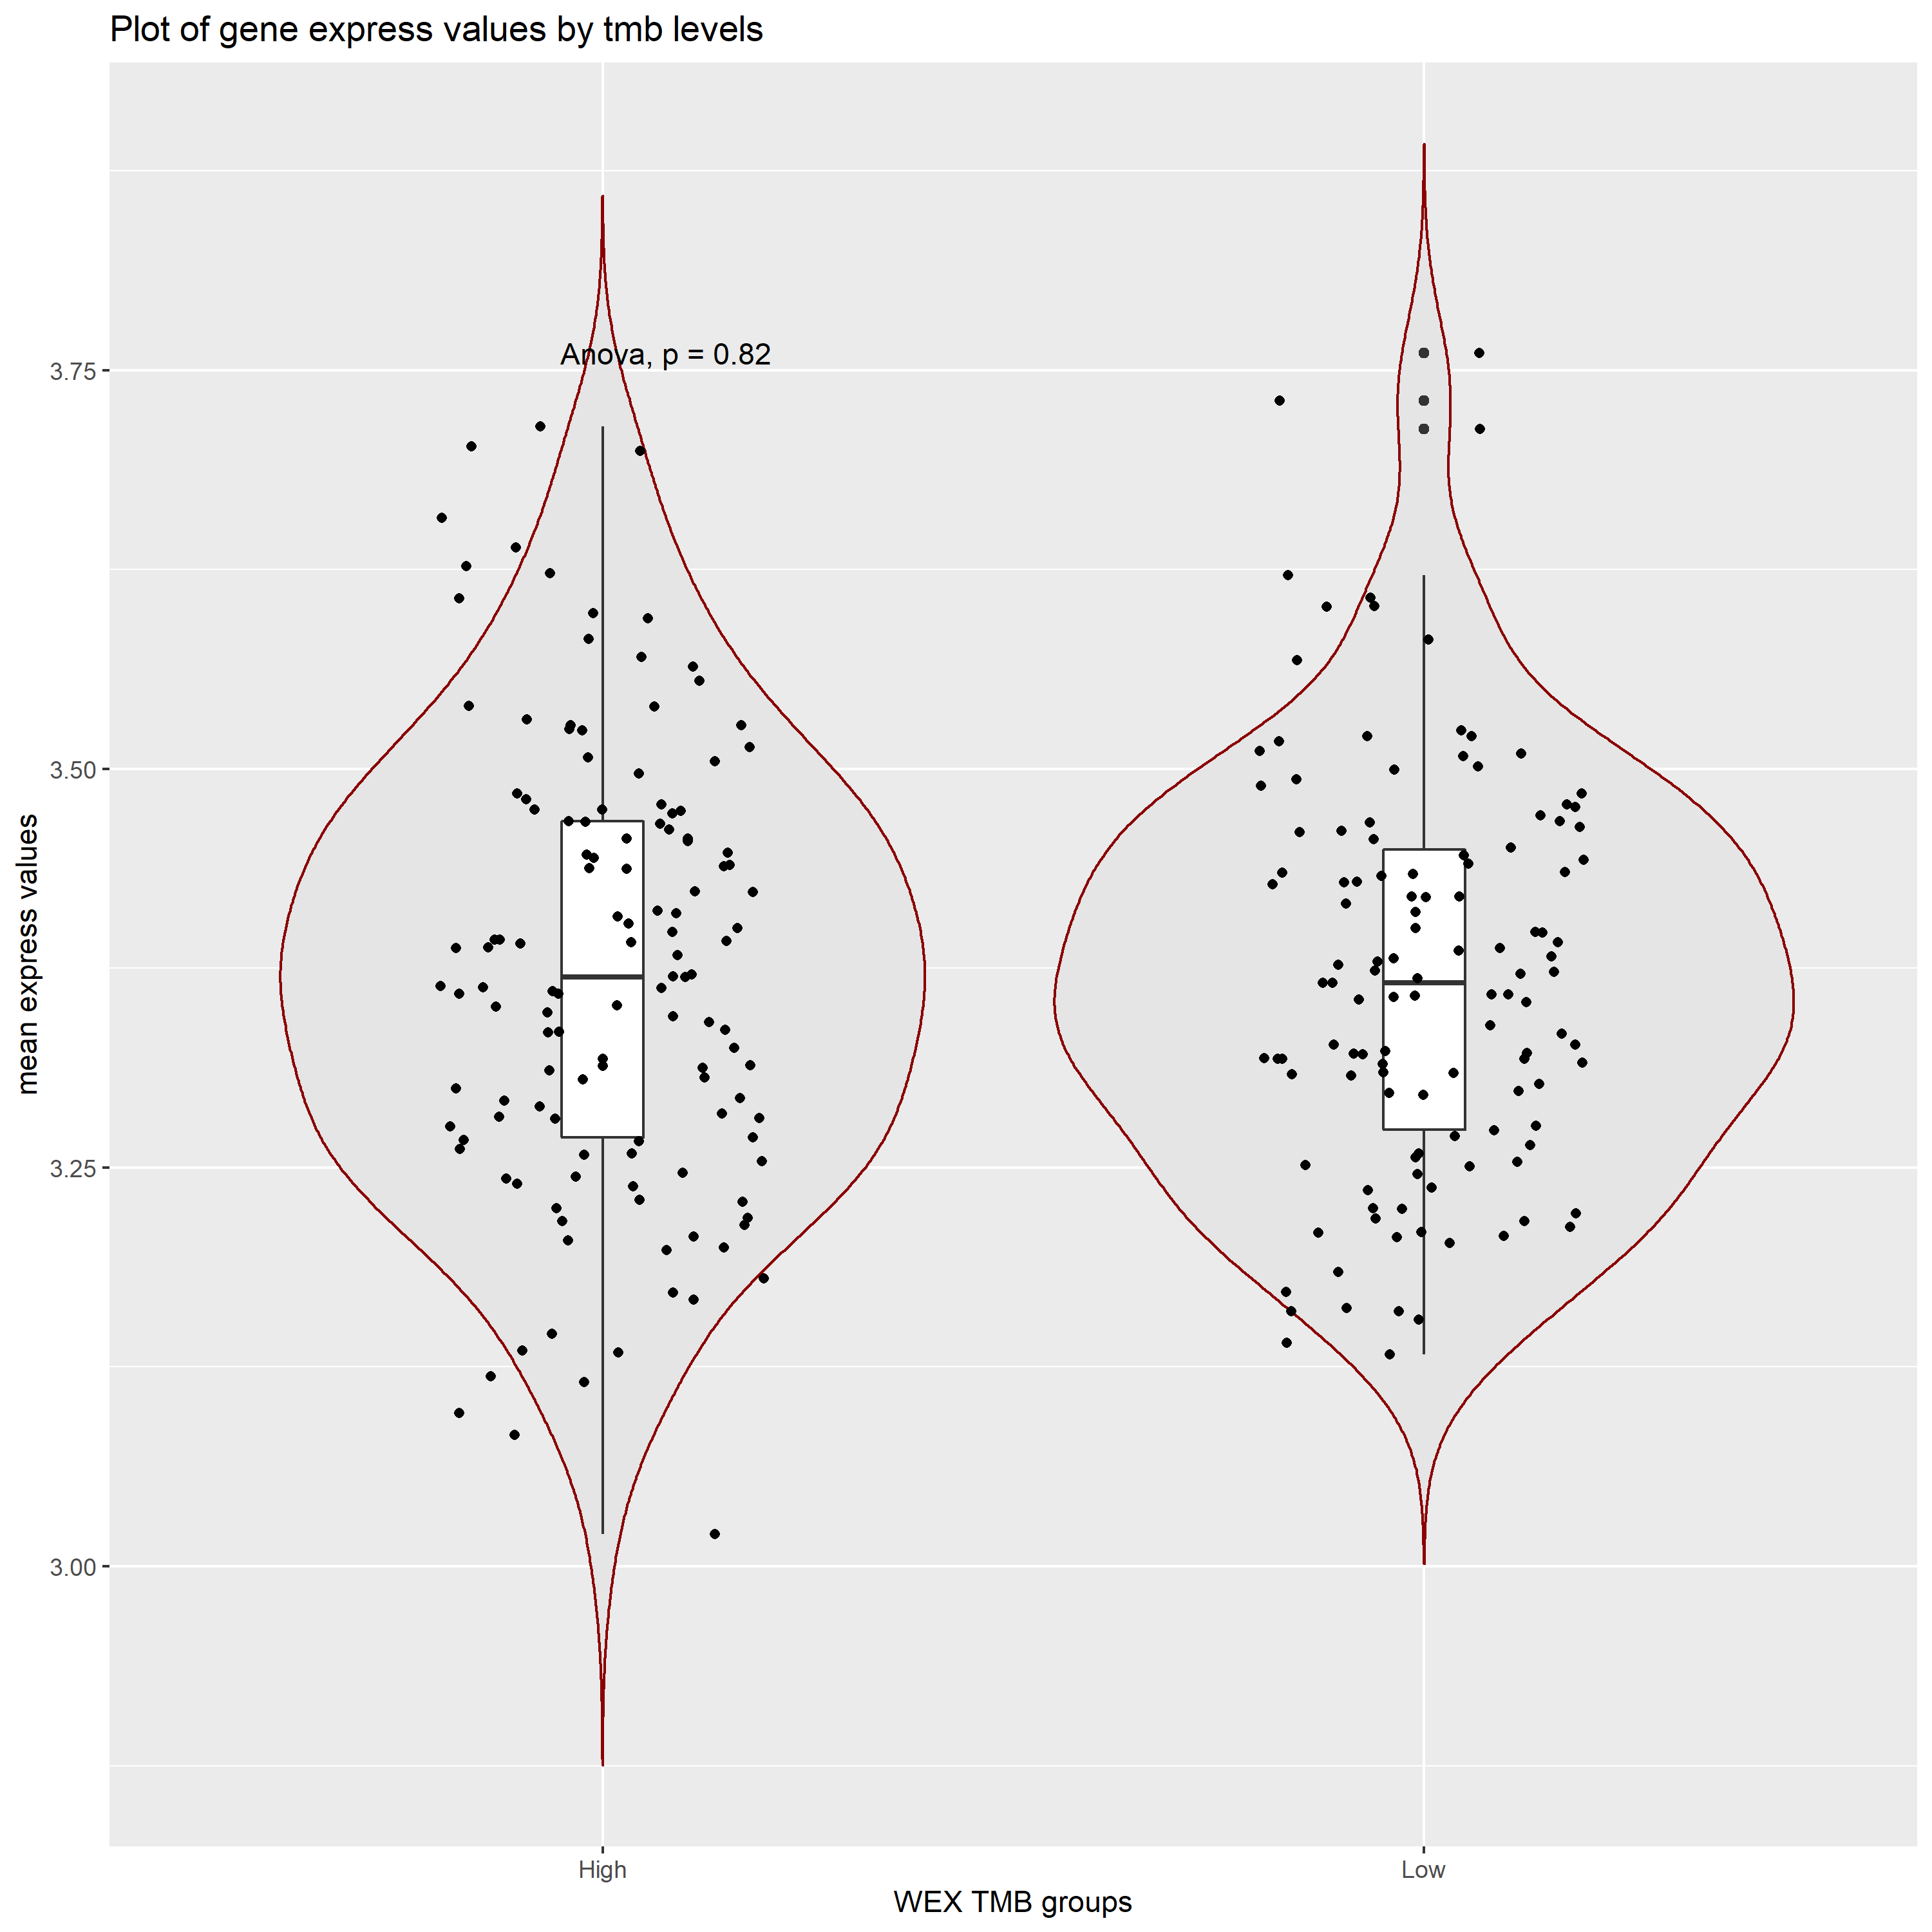 Plot of gene express values by tmb levels
Anova, p = 0.82
mean express values
3.75
3.50
3.25
3.00
High
Low
WEX TMB groups